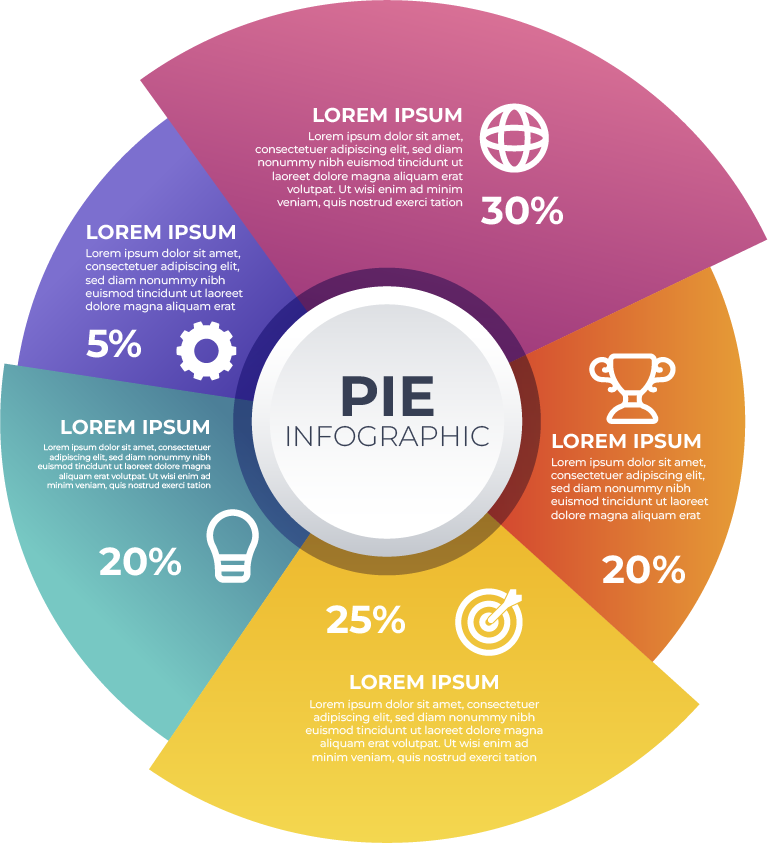 LOREM IPSUM
Lorem ipsum dolor sit amet,
consectetuer adipiscing elit, sed diam
nonummy nibh euismod tincidunt ut
laoreet dolore magna aliquam erat
volutpat. Ut wisi enim ad minim
veniam, quis nostrud exerci tation
30%
LOREM IPSUM
Lorem ipsum dolor sit amet,
consectetuer adipiscing elit,
sed diam nonummy nibh
euismod tincidunt ut laoreet
dolore magna aliquam erat
5%
PIE
INFOGRAPHIC
LOREM IPSUM
Lorem ipsum dolor sit amet,
consectetuer adipiscing elit,
sed diam nonummy nibh
euismod tincidunt ut laoreet
dolore magna aliquam erat
20%
LOREM IPSUM
Lorem ipsum dolor sit amet, consectetuer
adipiscing elit, sed diam nonummy nibh
euismod tincidunt ut laoreet dolore magna
aliquam erat volutpat. Ut wisi enim ad
minim veniam, quis nostrud exerci tation
20%
25%
LOREM IPSUM
Lorem ipsum dolor sit amet, consectetuer
adipiscing elit, sed diam nonummy nibh
euismod tincidunt ut laoreet dolore magna
aliquam erat volutpat. Ut wisi enim ad
minim veniam, quis nostrud exerci tation